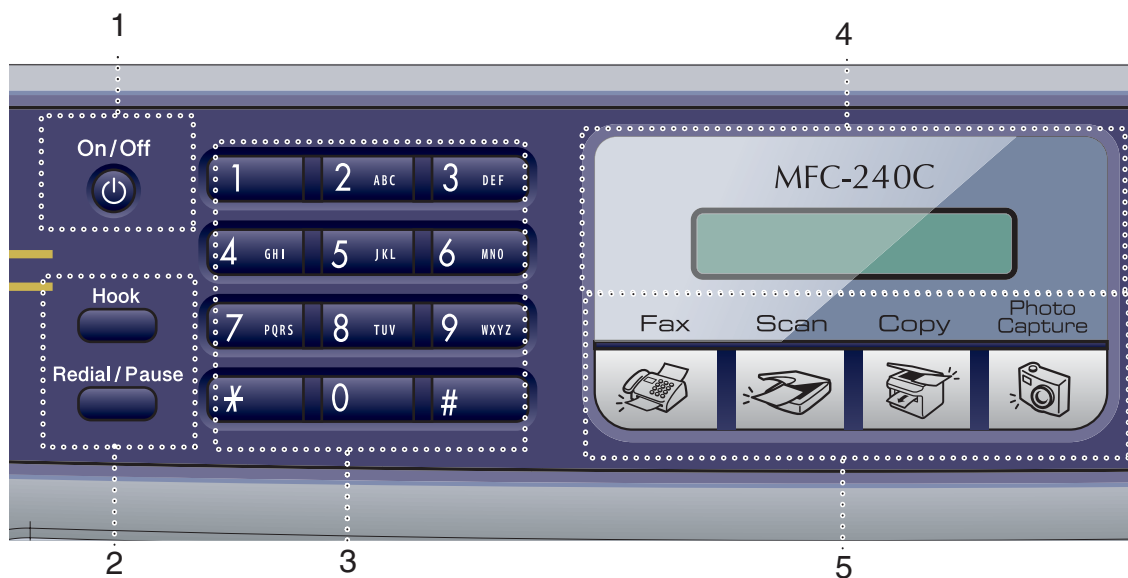 1
4
On/Off
1
2 ABC
3 DEF
MFC-240C
4 GHI
5 JKL
6 MNO
Hook
7 PQRS
8 TUV
9 WXYZ
Fax
Scan
Copy
Photo
Capture
Redial/Pause
*
0
#
2
3
5